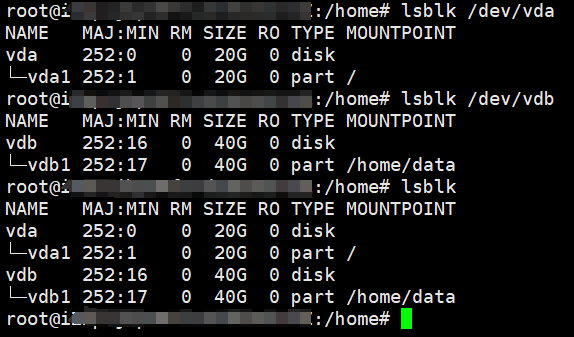 root@i :/home# lsblk /dev/vda
NAME   MAJ:MIN RM SIZE RO TYPE MOUNTPOINT
vda    252:0    0  20G  0 disk
└─vda1 252:1    0  20G  0 part /
root@i :/home# lsblk /dev/vdb
NAME   MAJ:MIN RM SIZE RO TYPE MOUNTPOINT
vdb    252:16   0  40G  0 disk
└─vdb1 252:17   0  40G  0 part /home/data
root@i :/home# lsblk
NAME   MAJ:MIN RM SIZE RO TYPE MOUNTPOINT
vda    252:0    0  20G  0 disk
└─vda1 252:1    0  20G  0 part /
vdb    252:16   0  40G  0 disk
└─vdb1 252:17   0  40G  0 part /home/data
root@i :/home#